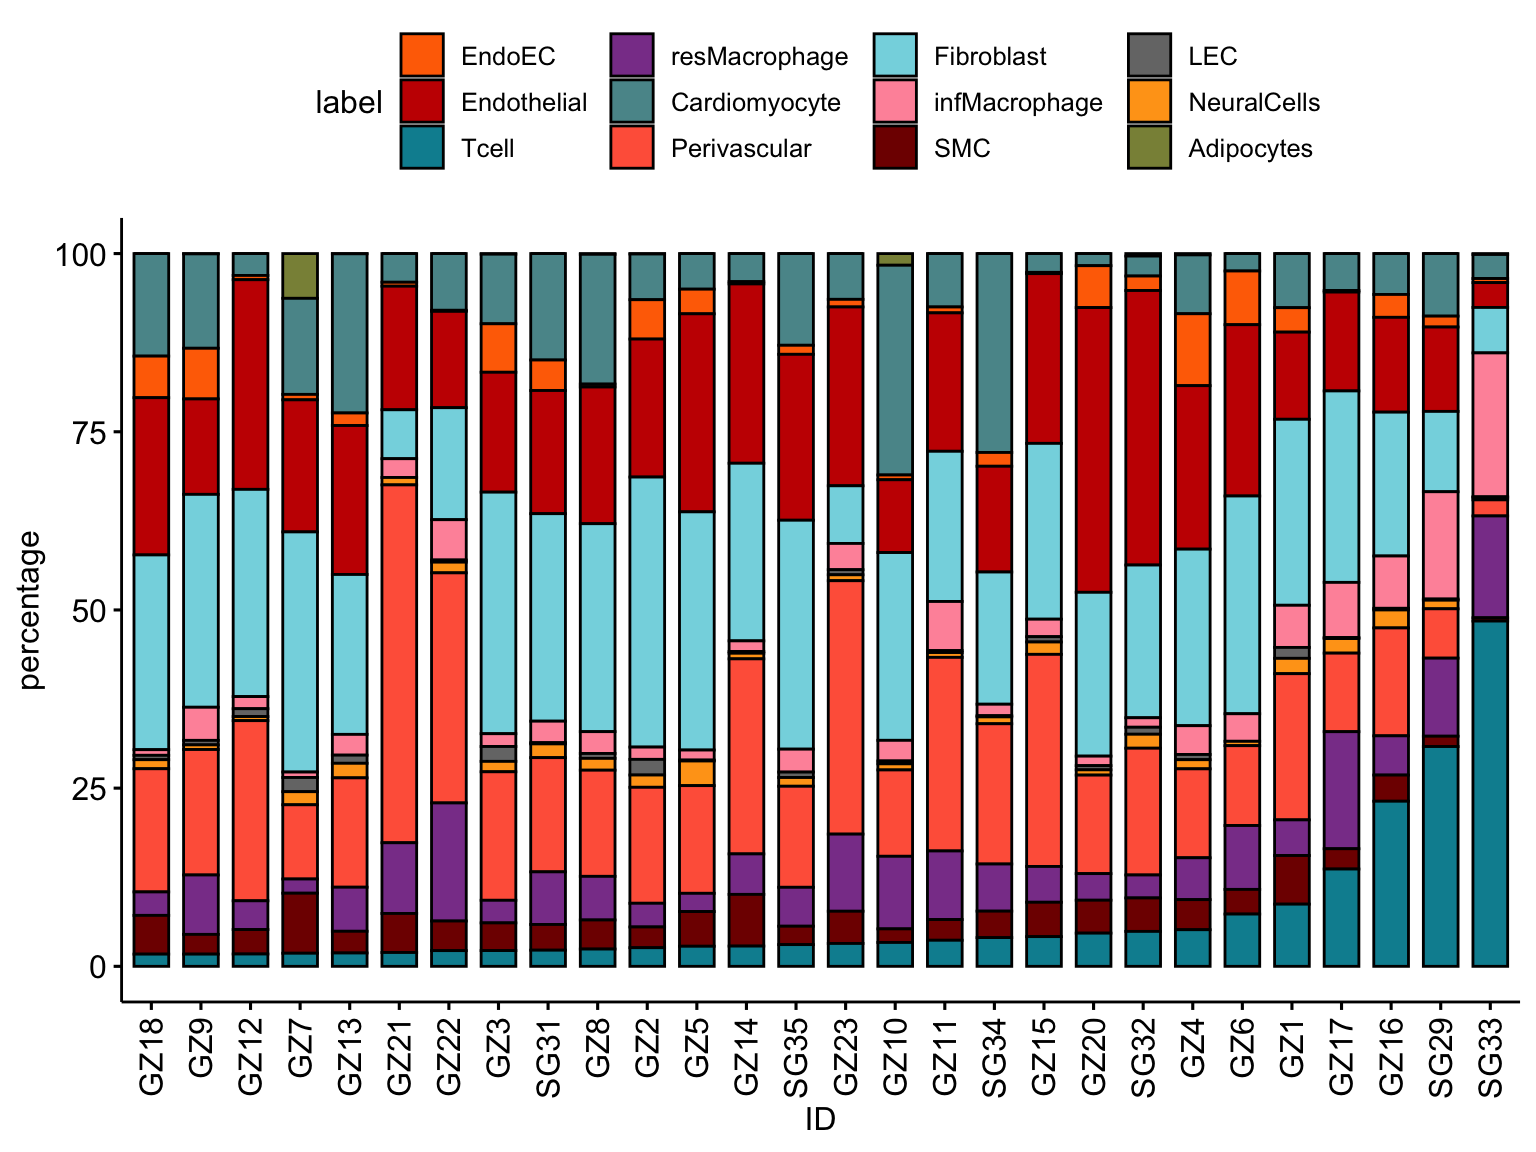 label
EndoEC resMacrophage Fibroblast LEC
Endothelial Cardiomyocyte infMacrophage NeuralCells
Tcell Perivascular SMC Adipocytes
percentage
100
75
50
25
0
GZ18 GZ9 GZ12 GZ7 GZ13 GZ21 GZ22 GZ3 SG31 GZ8 GZ2 GZ5 GZ14 SG35 GZ23 GZ10 GZ11 SG34 GZ15 GZ20 SG32 GZ4 GZ6 GZ1 GZ17 GZ16 SG29 SG33
ID